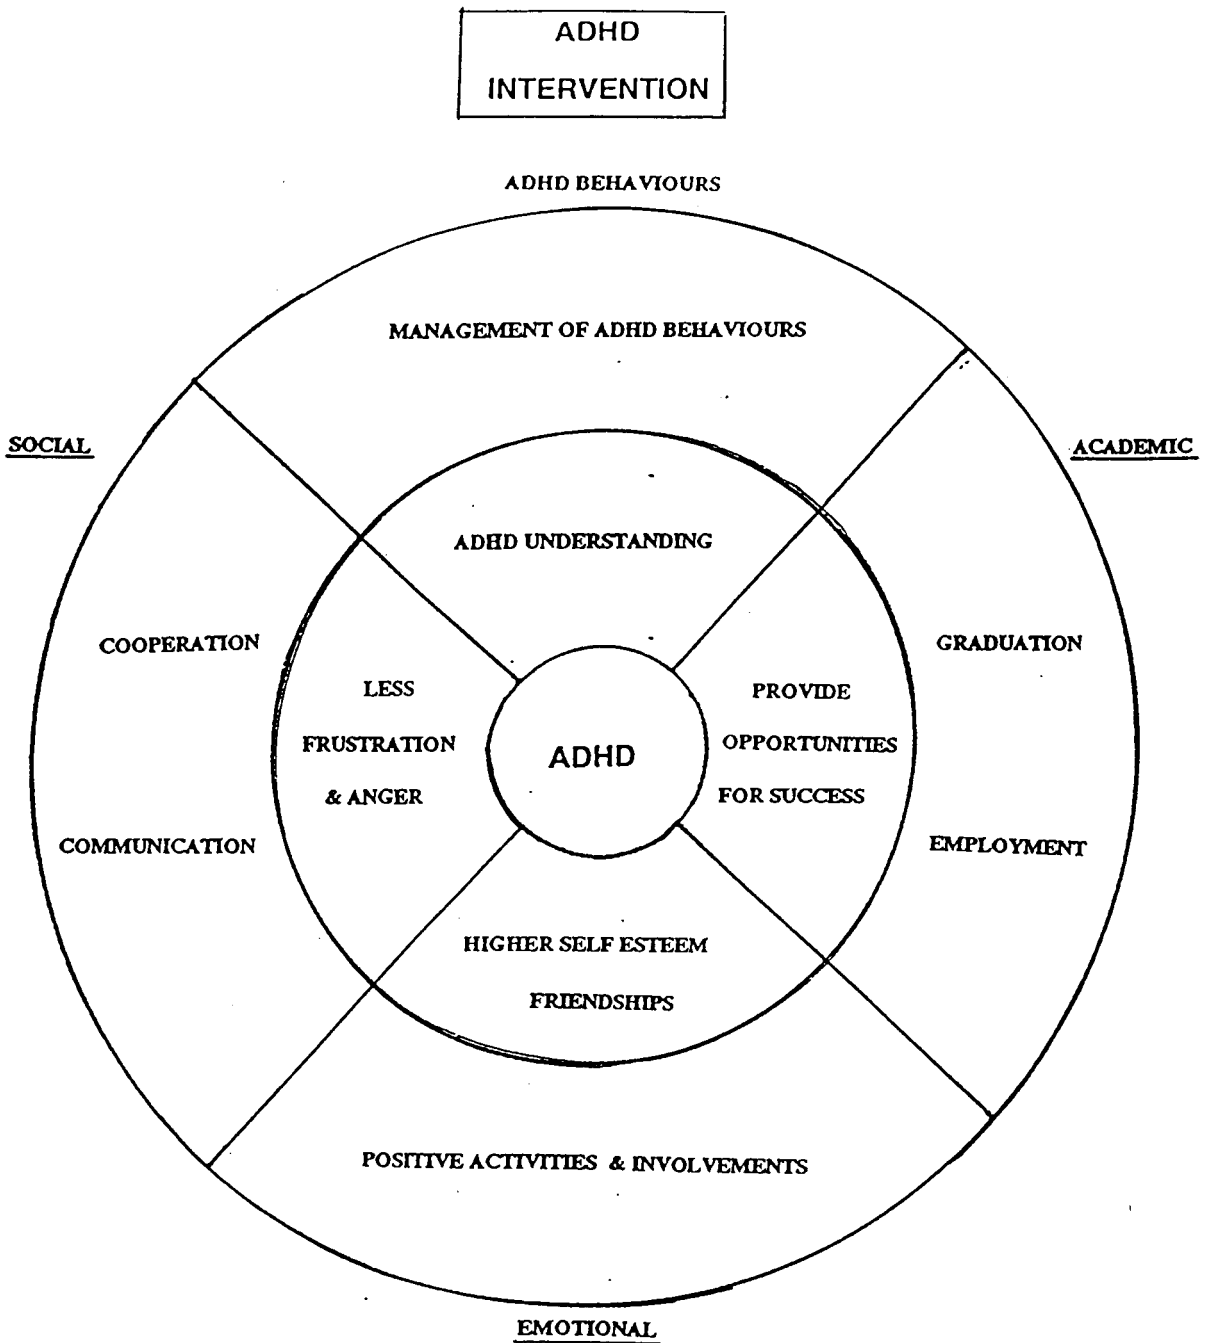 ADHD
INTERVENTION
ADHD BEHAVIOURS
MANAGEMENT OF ADHD BEHAVIOURS
SOCIAL
ACADEMIC
ADHD UNDERSTANDING
COOPERATION
GRADUATION
LESS
FRUSTRATION
& ANGER
PROVIDE
OPPORTUNITIES
FOR SUCCESS
ADHD
COMMUNICATION
EMPLOYMENT
HIGHER SELF ESTEEM
FRIENDSHIPS
POSITIVE ACTIVITIES & INVOLVEMENTS
EMOTIONAL